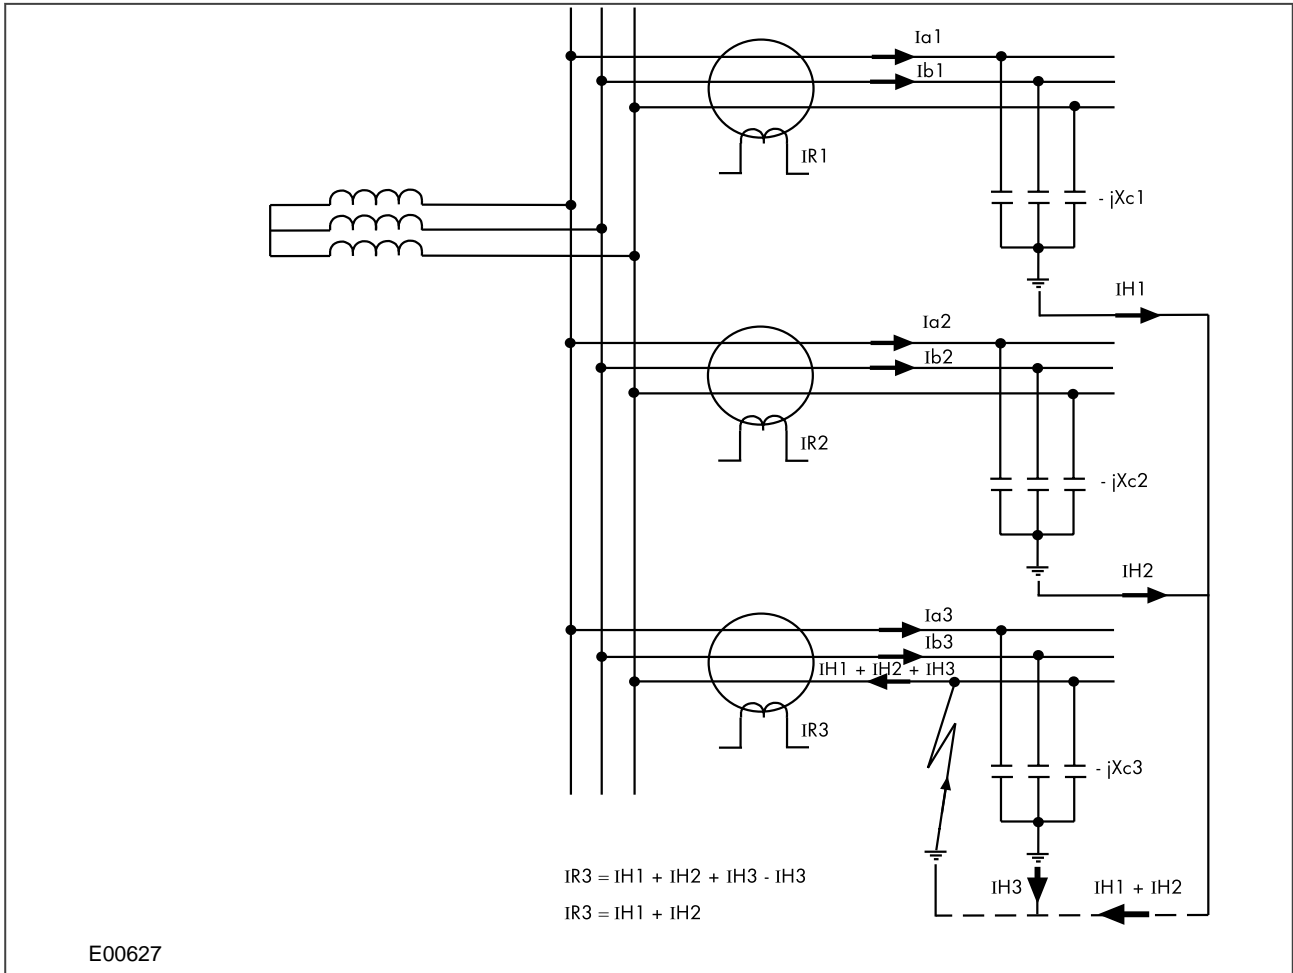 Ia1
Ib1
IR1
- jXc1
IH1
Ia2
Ib2
IR2
- jXc2
IH2
Ia3
Ib3
IH1 + IH2 + IH3
IR3
- jXc3
IR3 = IH1 + IH2 + IH3 - IH3
IH3
IH1 + IH2
IR3 = IH1 + IH2
E00627